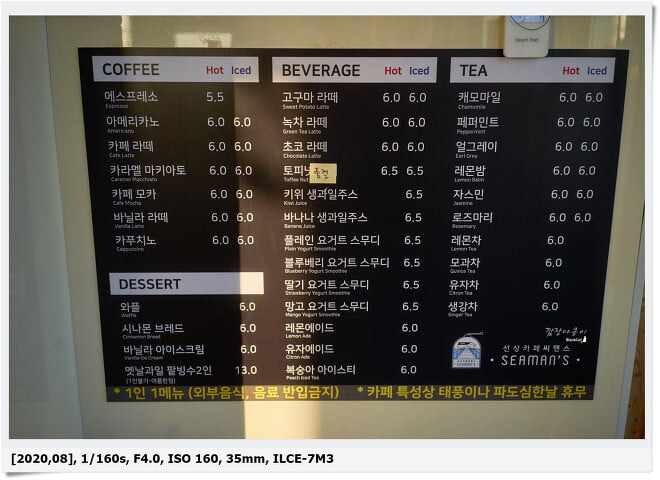 Smart Pad
COFFEE Hot Iced
에스프레소 5.5
Espresso
아메리카노 6.0 6.0
Americano
카페 라떼 6.0 6.0
Cafe Latte
카라멜 마키아토 6.0 6.0
Caramel Macchiato
카페 모카 6.0 6.0
Cafe Mocha
바닐라 라떼 6.0 6.0
Vanilla Latte
카푸치노 6.0 6.0
Cappuccino
DESSERT
와플 6.0
Waffle
시나몬 브레드 6.0
Cinnamon Bread
바닐라 아이스크림 6.0
Vanilla Ice Cream
옛날과일 팥빙수2인 13.0
(1인불가-여름한정)
BEVERAGE Hot Iced
고구마 라떼 6.0 6.0
Sweet Potato Latte
녹차 라떼 6.0 6.0
Green Tea Latte
초코 라떼 6.0 6.0
Chocolate Latte
토피넛 품절 6.5 6.5
Toffee Nut
키위 생과일주스 6.5
Kiwi Juice
바나나 생과일주스 6.5
Banana Juice
플레인 요거트 스무디 6.5
Plain Yogurt Smoothie
블루베리 요거트 스무디 6.5
Blueberry Yogurt Smoothie
딸기 요거트 스무디 6.5
Strawberry Yogurt Smoothie
망고 요거트 스무디 6.5
Mango Yogurt Smoothie
레몬에이드 6.0
Lemon Ade
유자에이드 6.0
Citron Ade
복숭아 아이스티 6.0
Peach Iced Tea
TEA Hot Iced
캐모마일 6.0 6.0
Chamomile
페퍼민트 6.0 6.0
Peppermint
얼그레이 6.0 6.0
Earl Grey
레몬밤 6.0 6.0
Lemon Balm
자스민 6.0 6.0
Jasmine
로즈마리 6.0 6.0
Rosemary
레몬차 6.0
Lemon Tea
모과차 6.0
Quince Tea
유자차 6.0
Citron Tea
생강차 6.0
Ginger Tea
선상카페씨맨스
SEAMAN'S
* 1인 1메뉴 (외부음식, 음료 반입금지) * 카페 특성상 태풍이나 파도심한날 휴무
[2020,08], 1/160s, F4.0, ISO 160, 35mm, ILCE-7M3